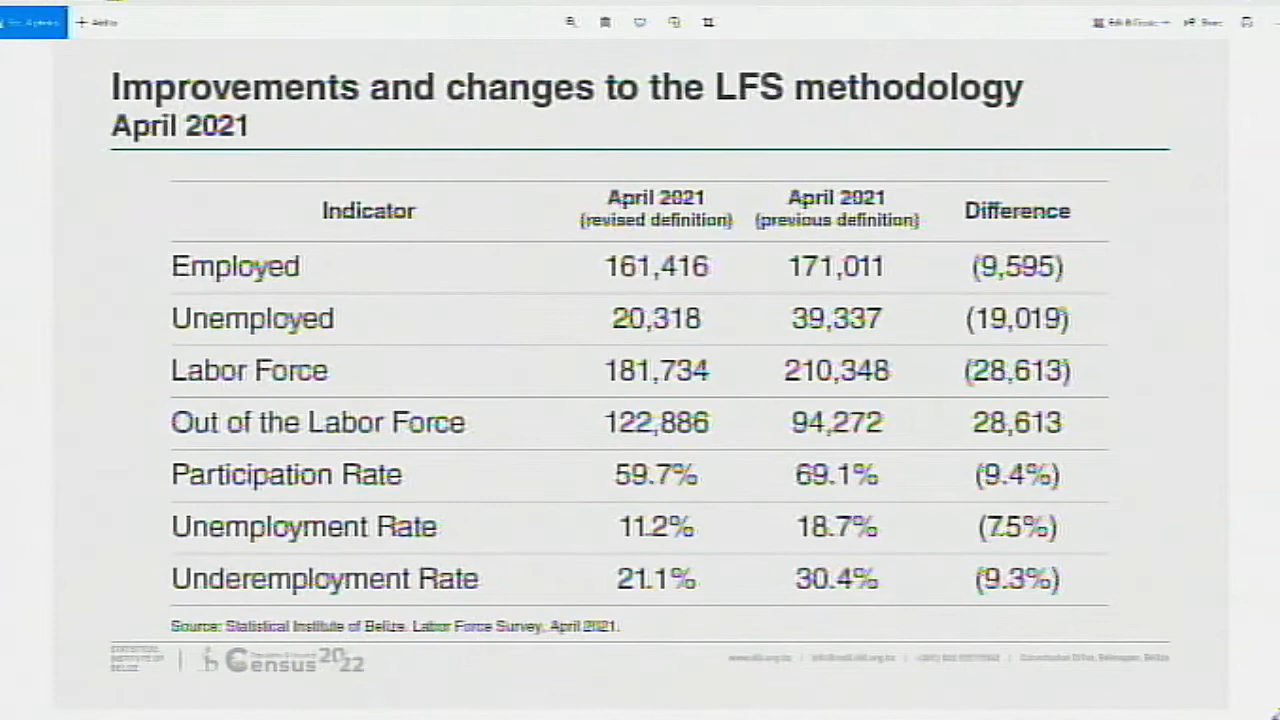 Improvements and changes to the LFS methodology
April 2021
Indicator April 2021 (revised definition) April 2021 (previous definition) Difference
Employed 161,416 171,011 (9,595)
Unemployed 20,318 39,337 (19,019)
Labor Force 181,734 210,348 (28,613)
Out of the Labor Force 122,886 94,272 28,613
Participation Rate 59.7% 69.1% (9.4%)
Unemployment Rate 11.2% 18.7% (7.5%)
Underemployment Rate 21.1% 30.4% (9.3%)
Source: Statistical Institute of Belize. Labor Force Survey, April 2021.
STATISTICAL
INSTITUTE OF
BELIZE
Census 2022